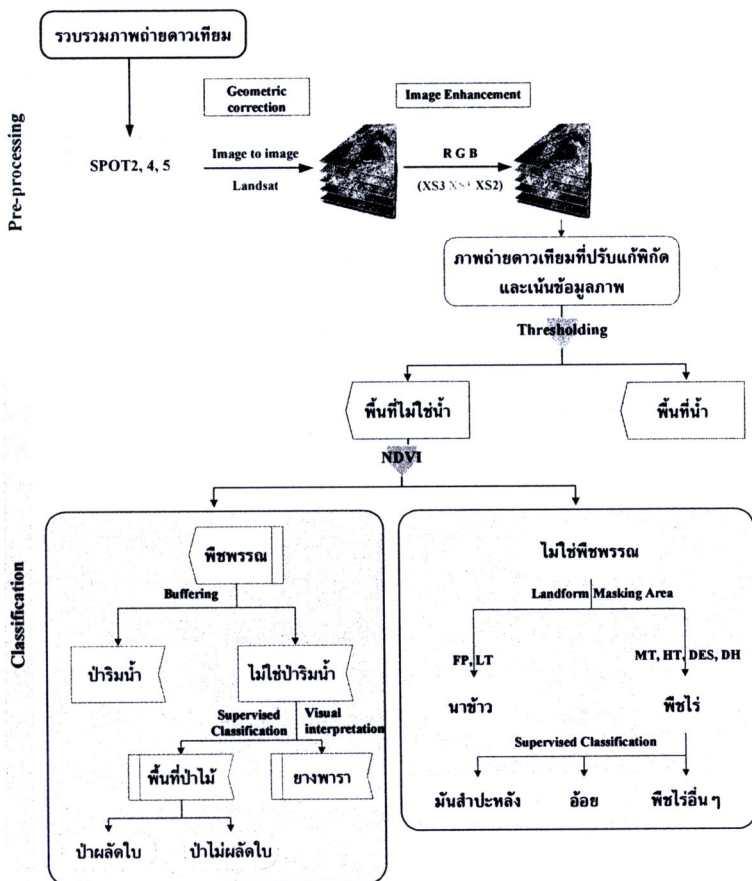 รวบรวมภาพถ่ายดาวเทียม
Geometric
correction
Image Enhancement
Pre-processing
SPOT2, 4, 5
Image to image
Landsat
R G B
(XS3 XS1 XS2)
ภาพถ่ายดาวเทียมที่ปรับแก้พิกัด
และเน้นข้อมูลภาพ
Thresholding
พื้นที่ไม่ใช่น้ำ
พื้นที่น้ำ
NDVI
Classification
พืชพรรณ
Buffering
ป่าริมน้ำ
ไม่ใช่ป่าริมน้ำ
Supervised
Classification
Visual
interpretation
พื้นที่ป่าไม้
ยางพารา
ป่าผลัดใบ
ป่าไม่ผลัดใบ
ไม่ใช่พืชพรรณ
Landform Masking Area
FP, LT
MT, HT, DES, DH
นาข้าว
พืชไร่
Supervised Classification
มันสำปะหลัง
อ้อย
พืชไร่อื่น ๆ